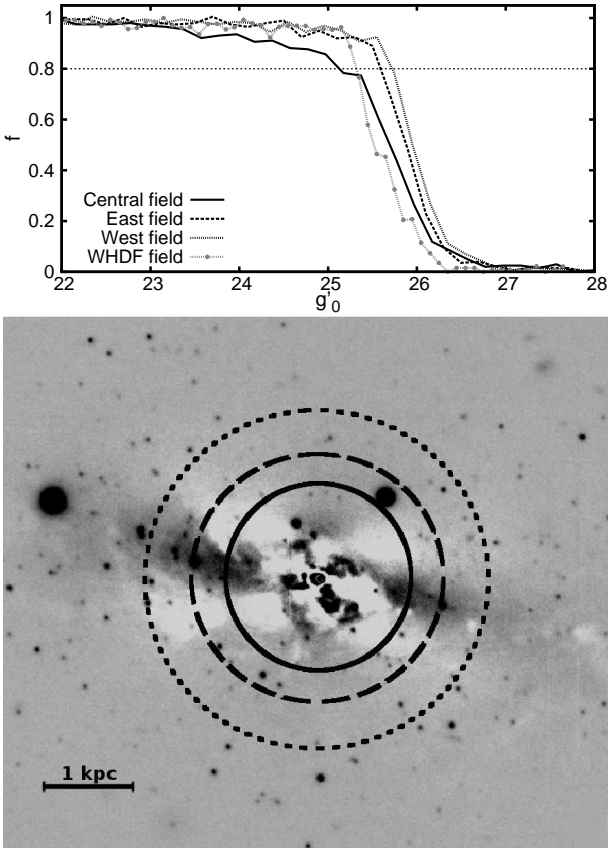 1
0.8
0.6
0.4
0.2
0
f
Central field
East field
West field
WHDF field
22 23 24 25 26 27 28
g'0
1 kpc